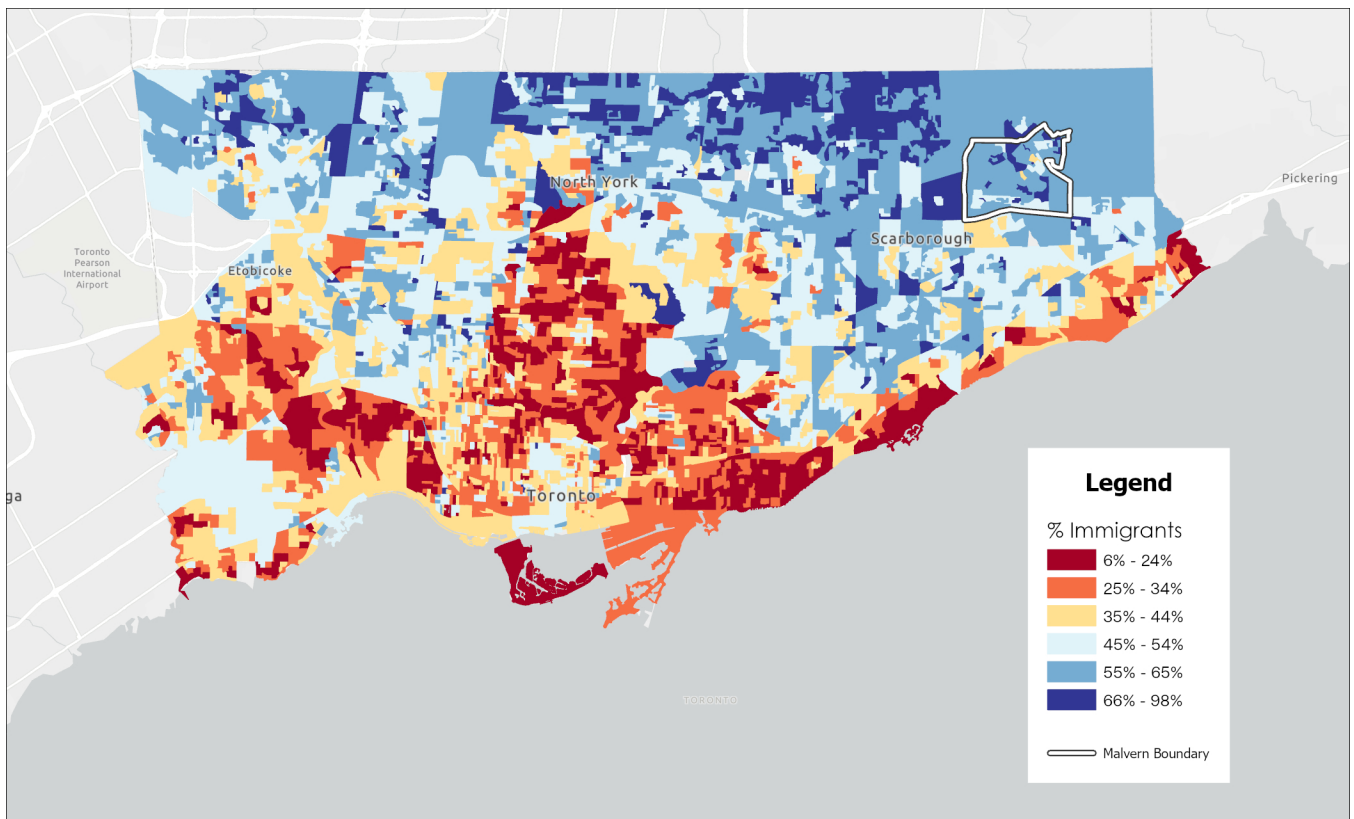 North York
Pickering
Scarborough
Toronto
Pearson
International
Airport
Etobicoke
ga
Toronto
TORONTO
Legend
% Immigrants
6% - 24%
25% - 34%
35% - 44%
45% - 54%
55% - 65%
66% - 98%
Malvern Boundary